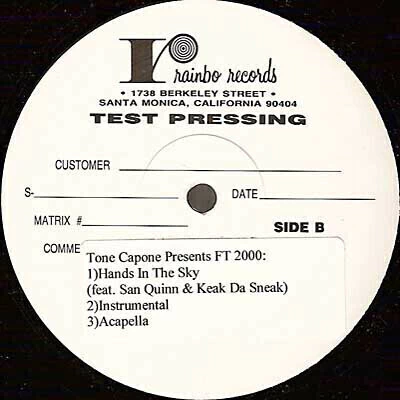 r
rainbo records
• 1738 BERKELEY STREET •
SANTA MONICA, CALIFORNIA 90404
TEST PRESSING
CUSTOMER
S- DATE
MATRIX # SIDE B
COMME
Tone Capone Presents FT 2000:
1)Hands In The Sky
(feat. San Quinn & Keak Da Sneak)
2)Instrumental
3)Acapella